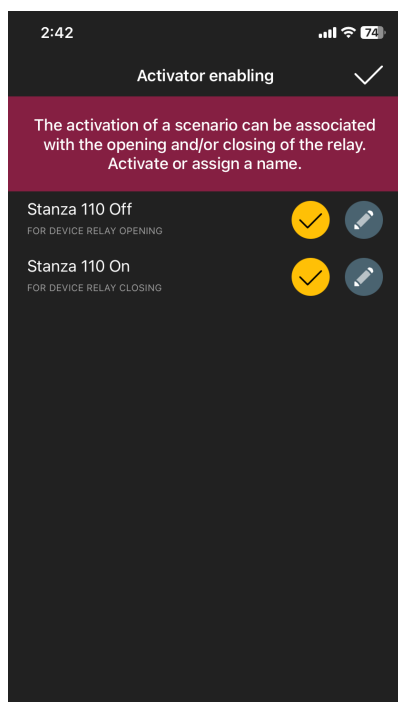 2:42
74
Activator enabling
The activation of a scenario can be associated
with the opening and/or closing of the relay.
Activate or assign a name.
Stanza 110 Off
FOR DEVICE RELAY OPENING
Stanza 110 On
FOR DEVICE RELAY CLOSING